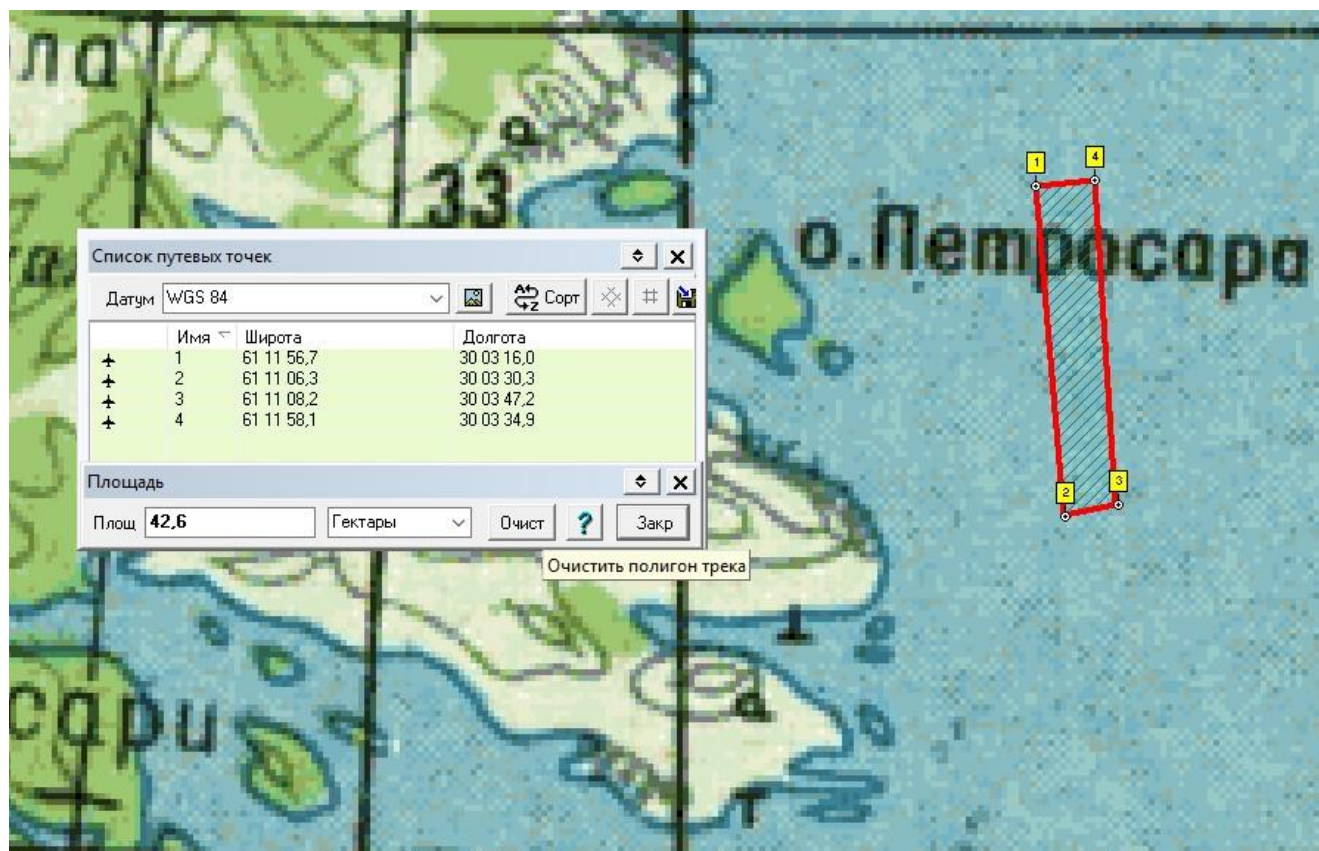 ла
33
а
о.Петросара
1
4
Список путевых точек
Датум WGS 84 Сорт
Имя Широта Долгота
1 61 11 56,7 30 03 16,0
2 61 11 06,3 30 03 30,3
3 61 11 08,2 30 03 47,2
4 61 11 58,1 30 03 34,9
2
3
Площадь
Площ 42,6 Гектары Очист ? Закр
Очистить полигон трека
сари
а
т